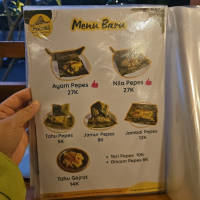 Menu Baru
Ayam Pepes
27K
Nila Pepes
27K
Tahu Pepes
5K
Jamur Pepes
8K
Jambal Pepes
12K
Tahu Gejrot
14K
+ Teri Pepes 10K
+ Oncom Pepes 8K